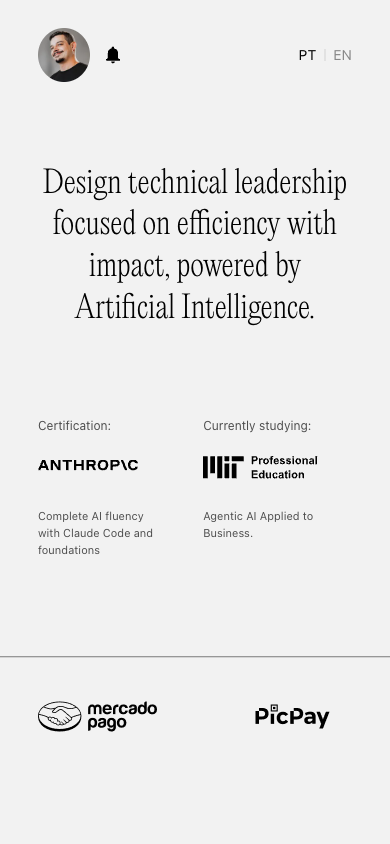 PT | EN
Design technical leadership
focused on efficiency with
impact, powered by
Artificial Intelligence.
Certification:
ANTHROP\C
Complete AI fluency
with Claude Code and
foundations
Currently studying:
MIT Professional
Education
Agentic AI Applied to
Business.
mercado
pago
PicPay